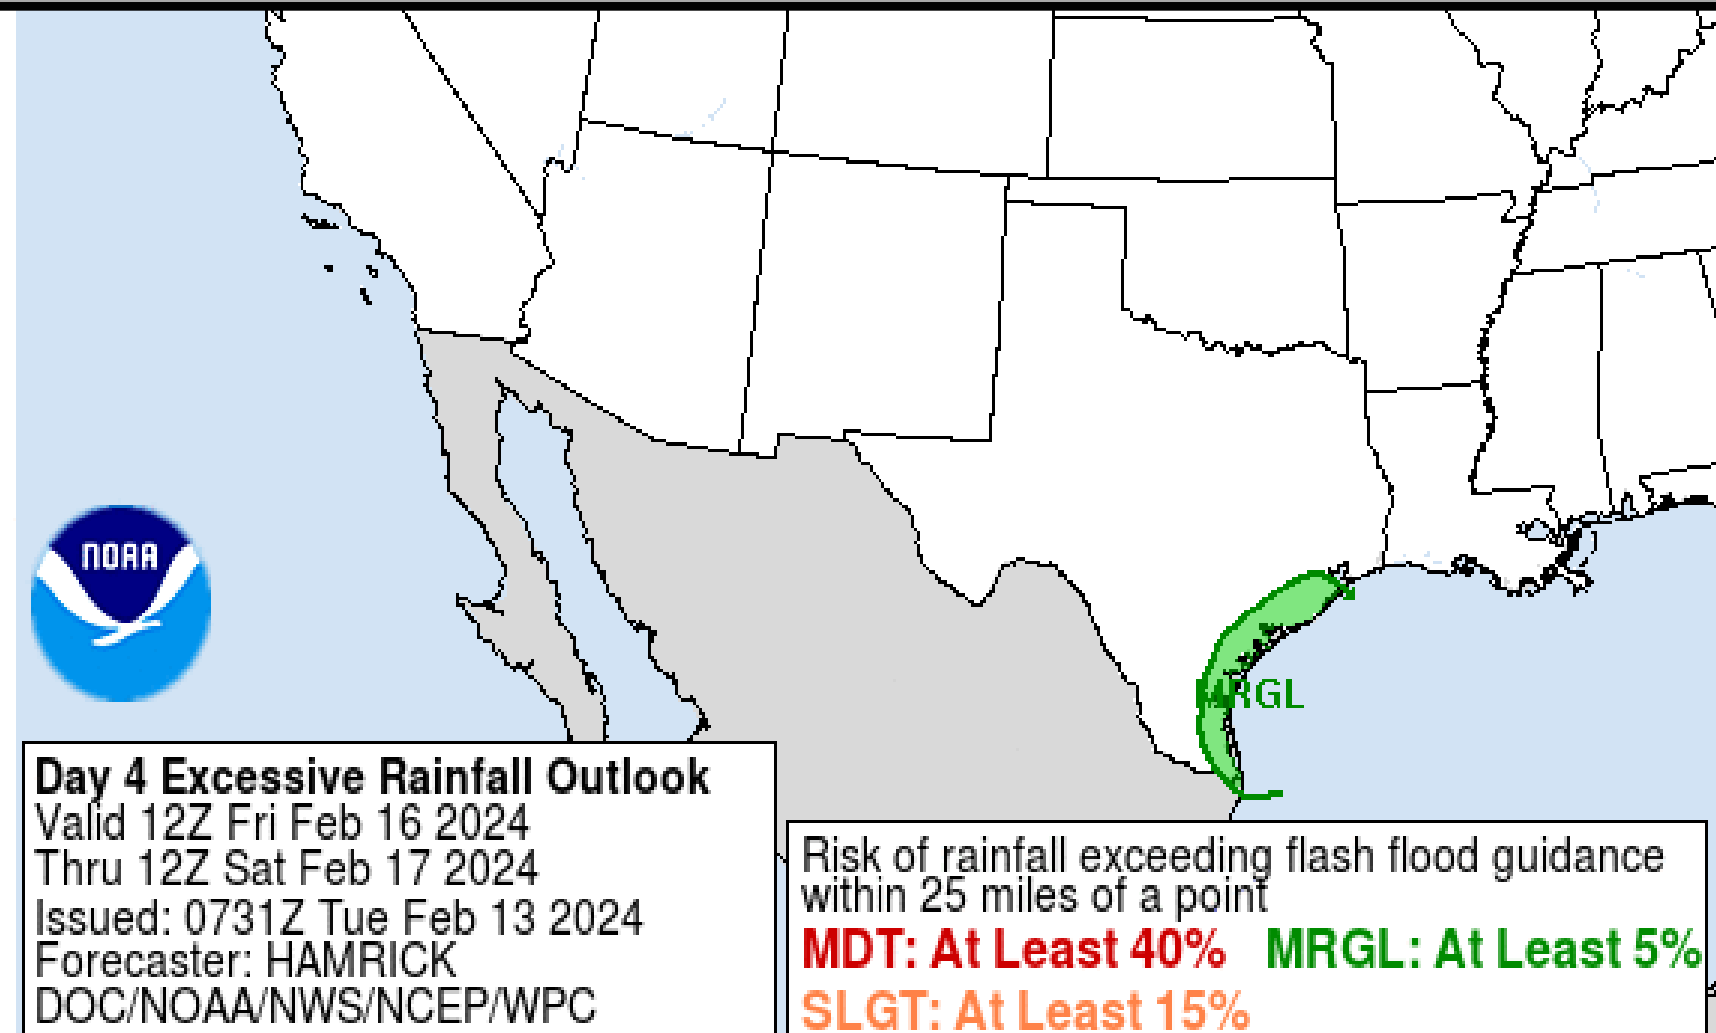 NOAA
MRGL
Day 4 Excessive Rainfall Outlook
Valid 12Z Fri Feb 16 2024
Thru 12Z Sat Feb 17 2024
Issued: 0731Z Tue Feb 13 2024
Forecaster: HAMRICK
DOC/NOAA/NWS/NCEP/WPC
Risk of rainfall exceeding flash flood guidance
within 25 miles of a point
MDT: At Least 40% MRGL: At Least 5%
SLGT: At Least 15%